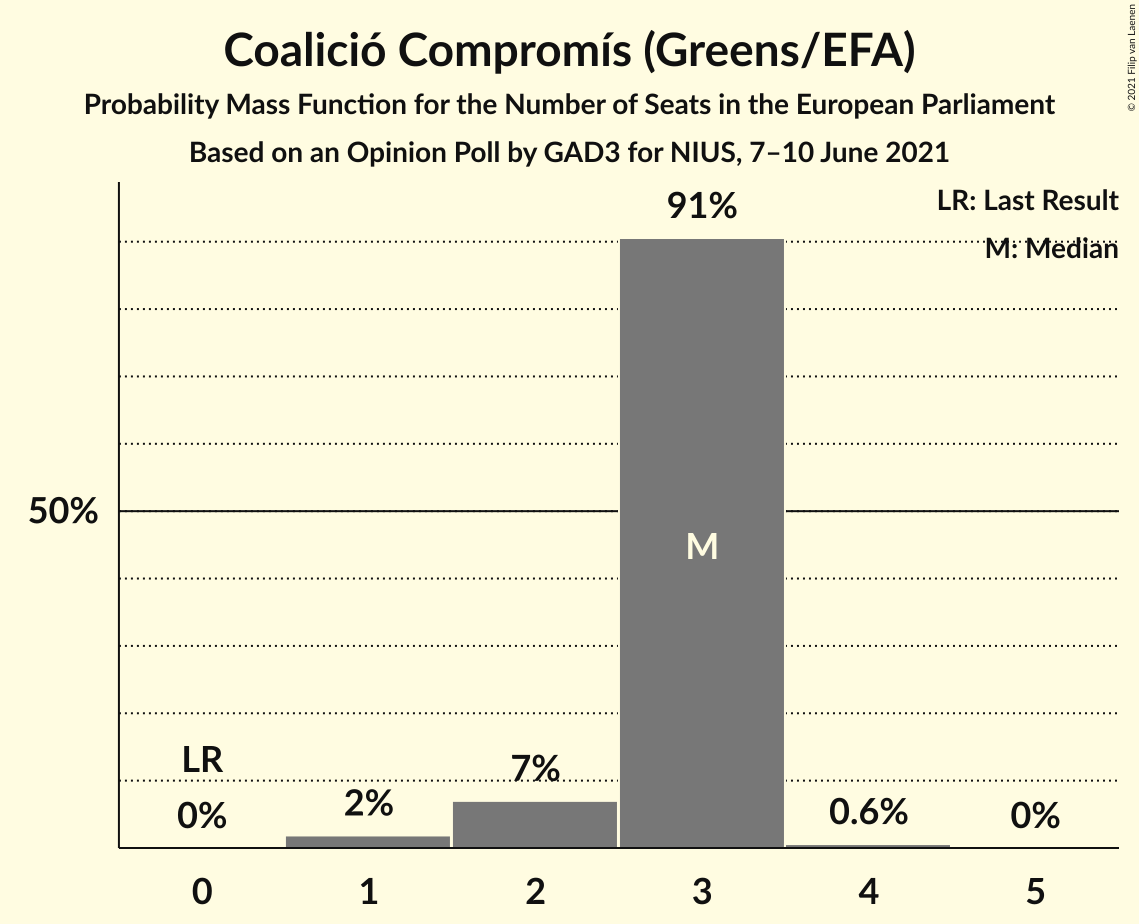 Coalició Compromís (Greens/EFA)
Probability Mass Function for the Number of Seats in the European Parliament
Based on an Opinion Poll by GAD3 for NIUS, 7–10 June 2021
© 2021 Filip van Laenen
LR: Last Result
M: Median
91%
50%
M
LR
0%
2%
7%
0.6%
0%
0 1 2 3 4 5